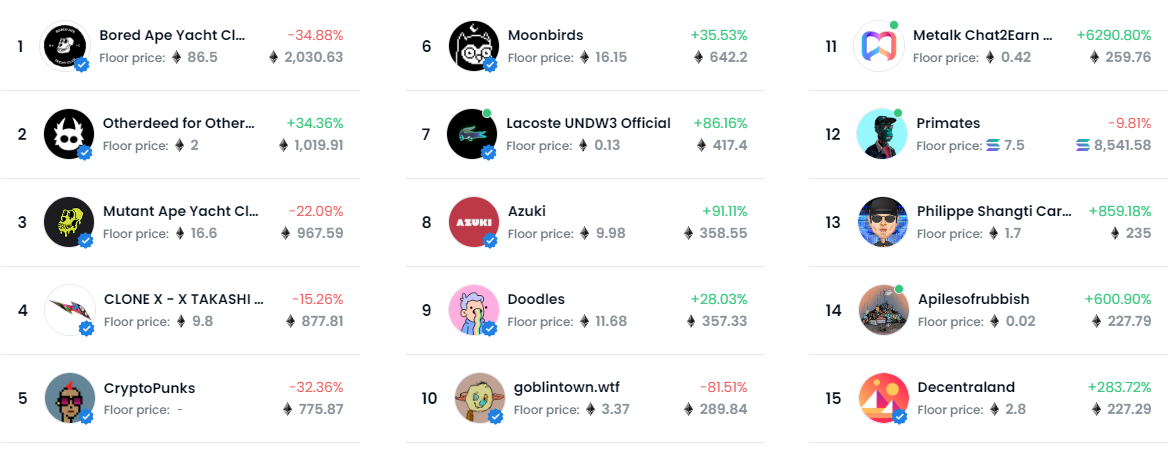 1
Bored Ape Yacht Cl... -34.88%
Floor price: 86.5 2,030.63
2
Otherdeed for Other... +34.36%
Floor price: 2 1,019.91
3
Mutant Ape Yacht Cl... -22.09%
Floor price: 16.6 967.59
4
CLONE X - X TAKASHI ... -15.26%
Floor price: 9.8 877.81
5
CryptoPunks -32.36%
Floor price: - 775.87
6
Moonbirds +35.53%
Floor price: 16.15 642.2
7
Lacoste UNDW3 Official +86.16%
Floor price: 0.13 417.4
8
AZUKI
Azuki +91.11%
Floor price: 9.98 358.55
9
Doodles +28.03%
Floor price: 11.68 357.33
10
goblintown.wtf -81.51%
Floor price: 3.37 289.84
11
Metalk Chat2Earn ... +6290.80%
Floor price: 0.42 259.76
12
Primates -9.81%
Floor price: 7.5 8,541.58
13
Philippe Shangti Car... +859.18%
Floor price: 1.7 235
14
Apilesofrubbish +600.90%
Floor price: 0.02 227.79
15
Decentraland +283.72%
Floor price: 2.8 227.29